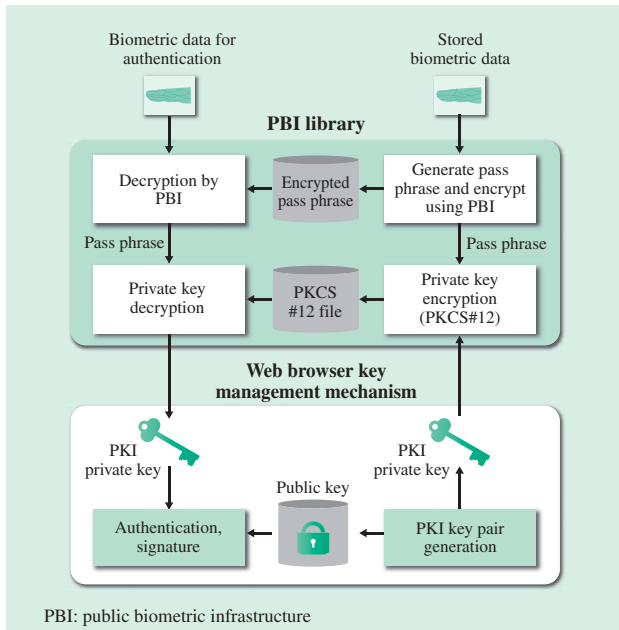 Biometric data for
authentication
Stored
biometric data
PBI library
Decryption by
PBI
Encrypted
pass phrase
Generate pass
phrase and encrypt
using PBI
Pass phrase
Pass phrase
Private key
decryption
PKCS
#12 file
Private key
encryption
(PKCS#12)
Web browser key
management mechanism
PKI
private key
PKI
private key
Public key
Authentication,
signature
PKI key pair
generation
PBI: public biometric infrastructure